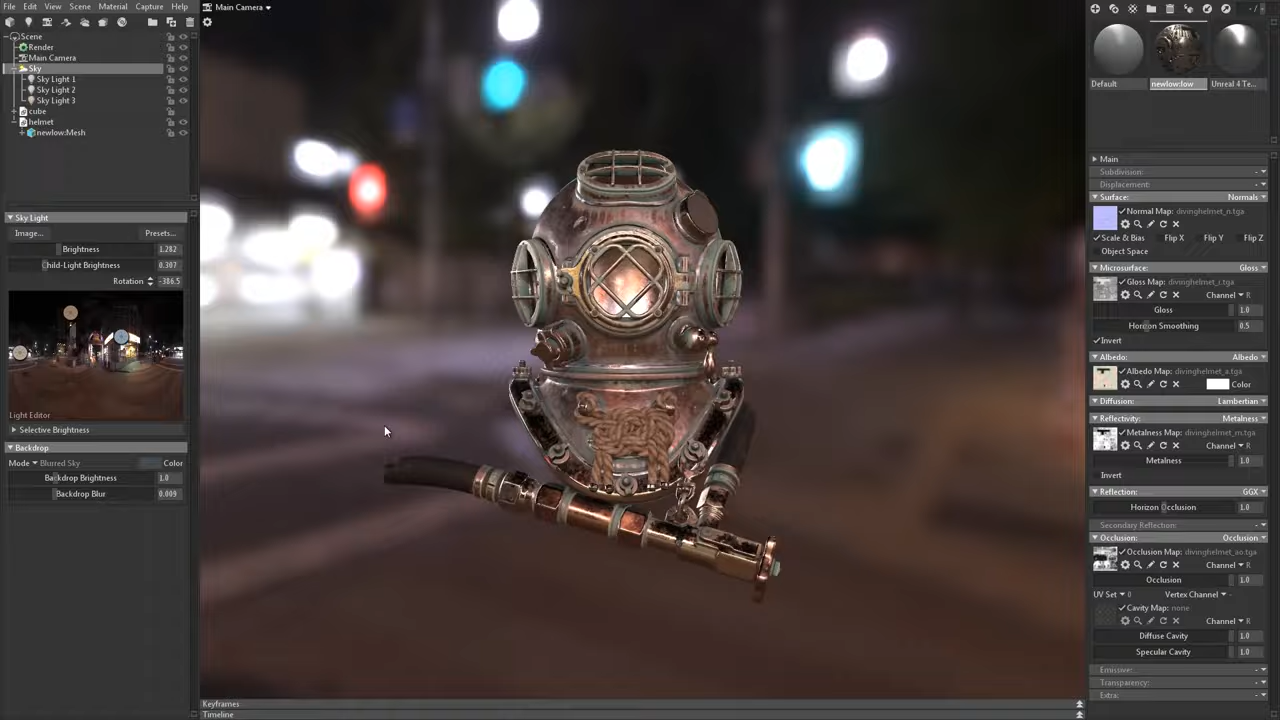 File Edit View Scene Material Capture Help
Scene
Render
Main Camera
Sky
Sky Light 1
Sky Light 2
Sky Light 3
cube
helmet
newlow:Mesh
Sky Light
Image... Presets...
Brightness 1.282
Child-Light Brightness 0.307
Rotation -386.5
Light Editor
Selective Brightness
Backdrop
Mode Blurred Sky Color
Backdrop Brightness 1.0
Backdrop Blur 0.009
Main Camera
Keyframes
Timeline
Default newlow:low Unreal 4 Te...
Main
Subdivision:
Displacement:
Surface: Normals
Normal Map: divinghelmet_n.tga
Scale & Bias Flip X Flip Y Flip Z
Object Space
Microsurface: Gloss
Gloss Map:
Channel R
Gloss 1.0
Horizon Smoothing 0.5
Invert
Albedo: Albedo
Albedo Map: divinghelmet_a.tga
Color
Diffusion: Lambertian
Reflectivity: Metalness
Metalness Map: divinghelmet_m.tga
Channel R
Metalness 1.0
Invert
Reflection: GGX
Horizon Occlusion 1.0
Secondary Reflection:
Occlusion: Occlusion
Occlusion Map: divinghelmet_ao.tga
Channel R
Occlusion 1.0
UV Set 0 Vertex Channel -
Cavity Map: none
Channel R
Diffuse Cavity 1.0
Specular Cavity 1.0
Emissive:
Transparency:
Extra: